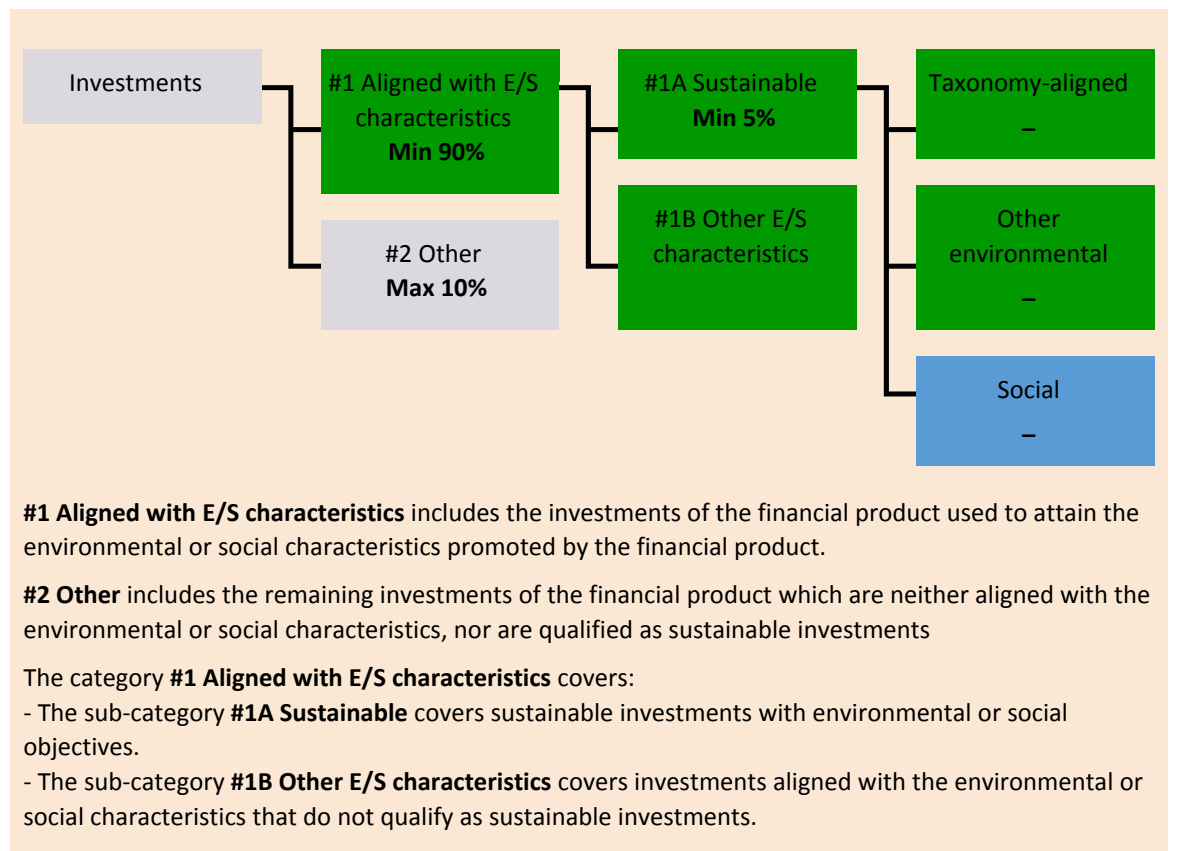 Investments
#1 Aligned with E/S
characteristics
Min 90%
#2 Other
Max 10%
#1A Sustainable
Min 5%
#1B Other E/S
characteristics
Taxonomy-aligned
–
Other
environmental
–
Social
–
#1 Aligned with E/S characteristics includes the investments of the financial product used to attain the
environmental or social characteristics promoted by the financial product.
#2 Other includes the remaining investments of the financial product which are neither aligned with the
environmental or social characteristics, nor are qualified as sustainable investments
The category #1 Aligned with E/S characteristics covers:
- The sub-category #1A Sustainable covers sustainable investments with environmental or social
objectives.
- The sub-category #1B Other E/S characteristics covers investments aligned with the environmental or
social characteristics that do not qualify as sustainable investments.